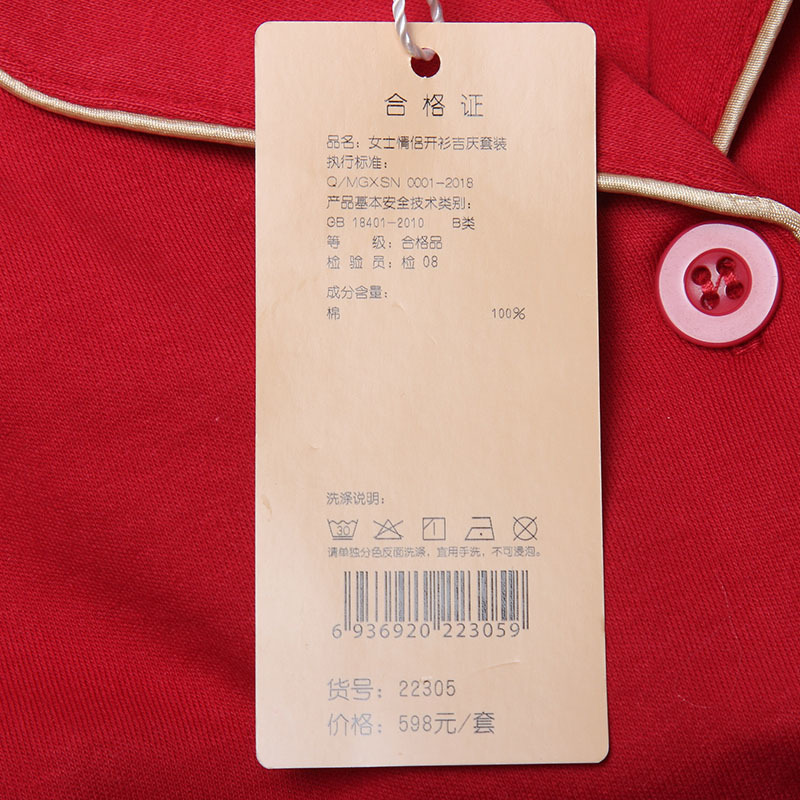 合格证
品名：女士情侣开衫吉庆套装
执行标准：
Q/MGXSN 0001-2018
产品基本安全技术类别：
GB 18401-2010 B类
等 级：合格品
检 验 员：检 08
成分含量：
棉 100%
洗涤说明：
30
请单独分色反面洗涤，宜用手洗，不可浸泡。
6 936920 223059
货号：22305
价格：598元/套